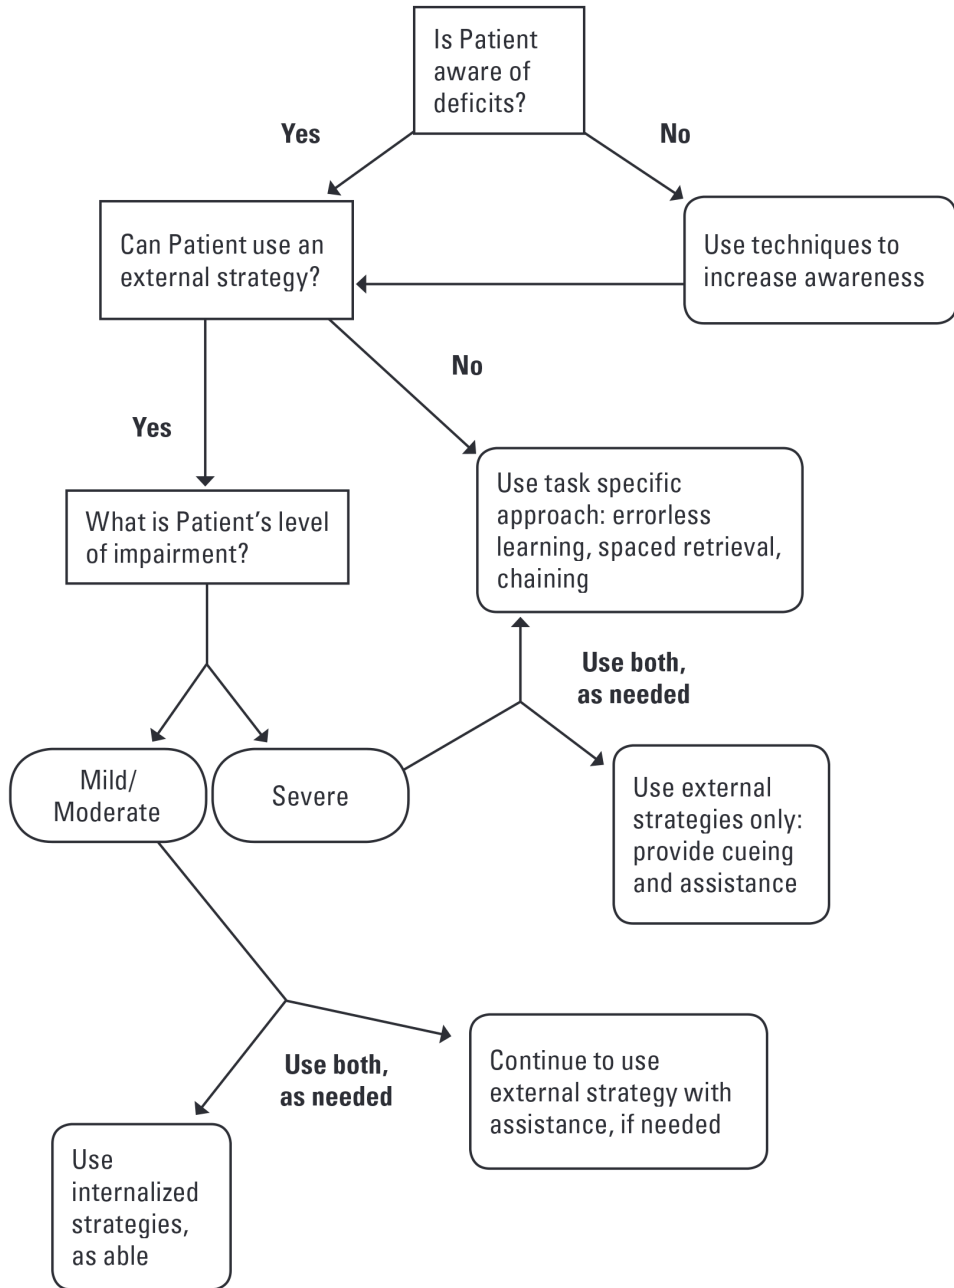 Is Patient
aware of
deficits?
Yes
No
Can Patient use an
external strategy?
Use techniques to
increase awareness
No
Yes
Use task specific
approach: errorless
learning, spaced retrieval,
chaining
What is Patient’s level
of impairment?
Use both,
as needed
Mild/
Moderate
Severe
Use external
strategies only:
provide cueing
and assistance
Use both,
as needed
Continue to use
external strategy with
assistance, if needed
Use
internalized
strategies,
as able